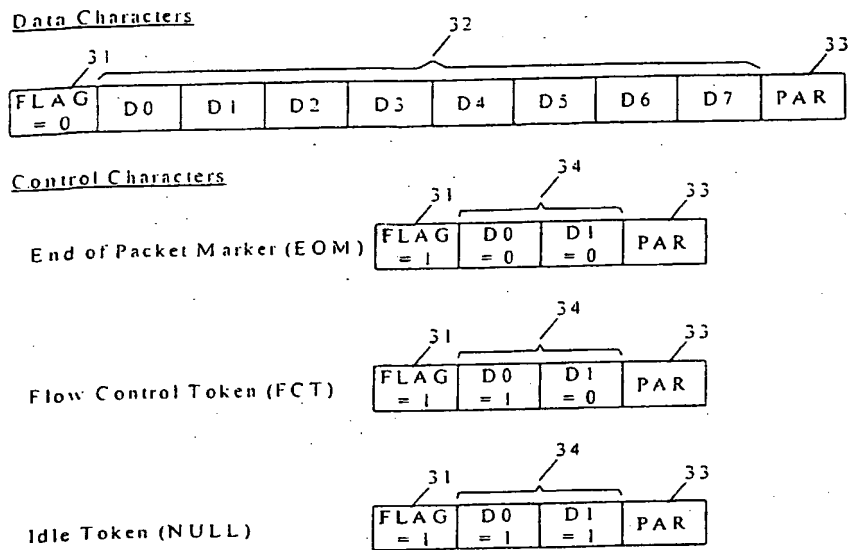 Data Characters
31 32 33
FLAG = 0 D0 D1 D2 D3 D4 D5 D6 D7 PAR
Control Characters
31 34 33
End of Packet Marker (EOM) FLAG = 1 D0 = 0 D1 = 0 PAR
31 34 33
Flow Control Token (FCT) FLAG = 1 D0 = 1 D1 = 0 PAR
31 34 33
Idle Token (NULL) FLAG = 1 D0 = 1 D1 = 1 PAR